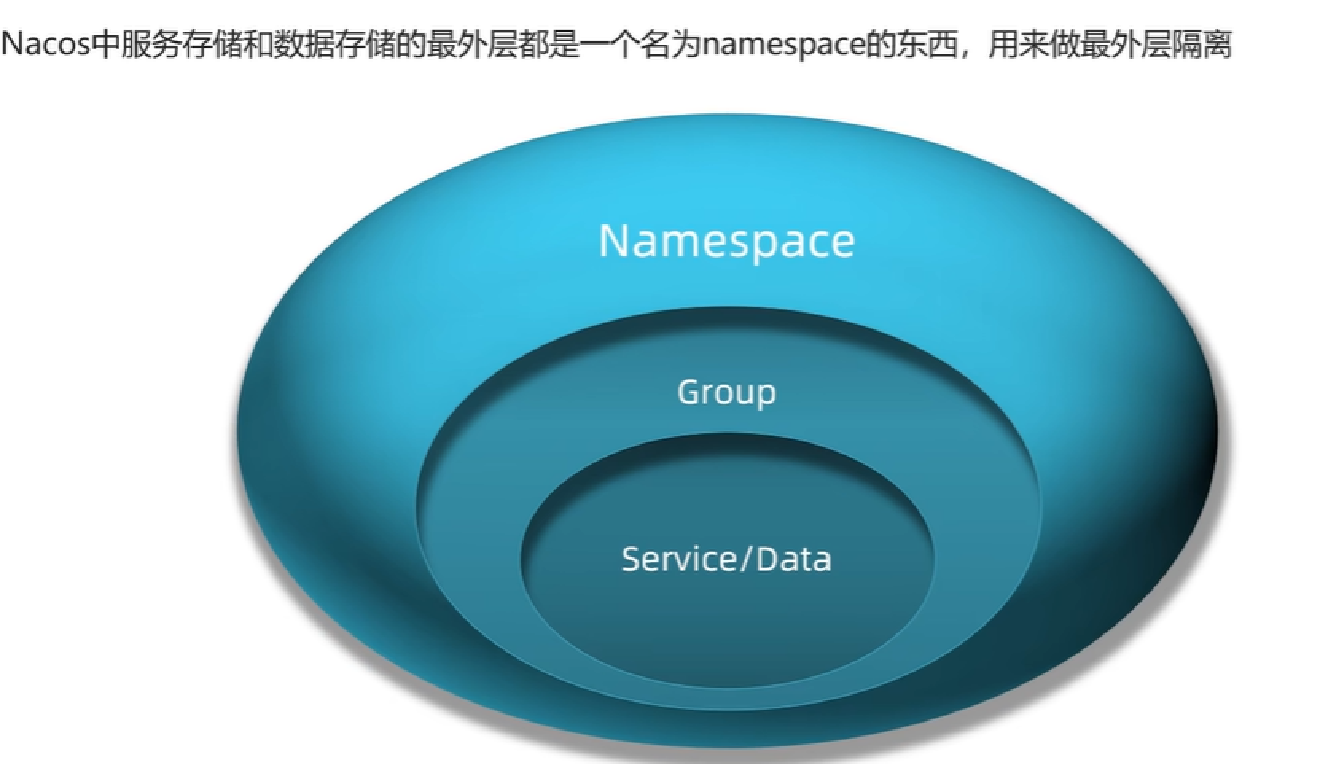 Nacos中服务存储和数据存储的最外层都是一个名为namespace的东西，用来做最外层隔离
Namespace
Group
Service/Data